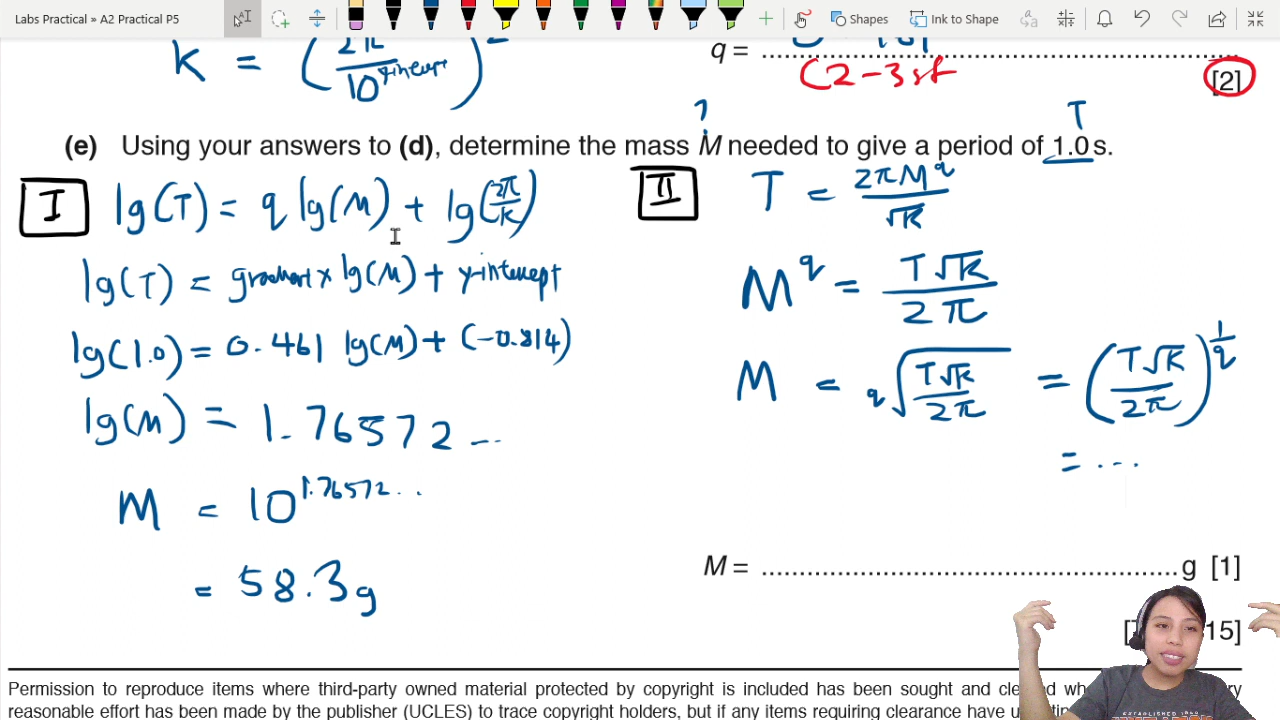 Labs Practical » A2 Practical P5
Shapes
Ink to Shape
K = (2π / 10^y-intercept)^2
q = ..............................
(2-3sf
[2]
?
T
(e) Using your answers to (d), determine the mass M needed to give a period of 1.0 s.
I
lg(T) = q lg(M) + lg(2π/√K)
lg(T) = gradient × lg(M) + y-intercept
lg(1.0) = 0.461 lg(M) + (-0.814)
lg(M) = 1.76572 ...
M = 10^1.76572...
= 58.3g
II
T = 2πM^q / √K
M^q = T√K / 2π
M = q√(T√K / 2π) = (T√K / 2π)^(1/q)
= ...
M = .............................. g [1]
15]
Permission to reproduce items where third-party owned material protected by copyright is included has been sought and
reasonable effort has been made by the publisher (UCLES) to trace copyright holders, but if any items requiring clearance have